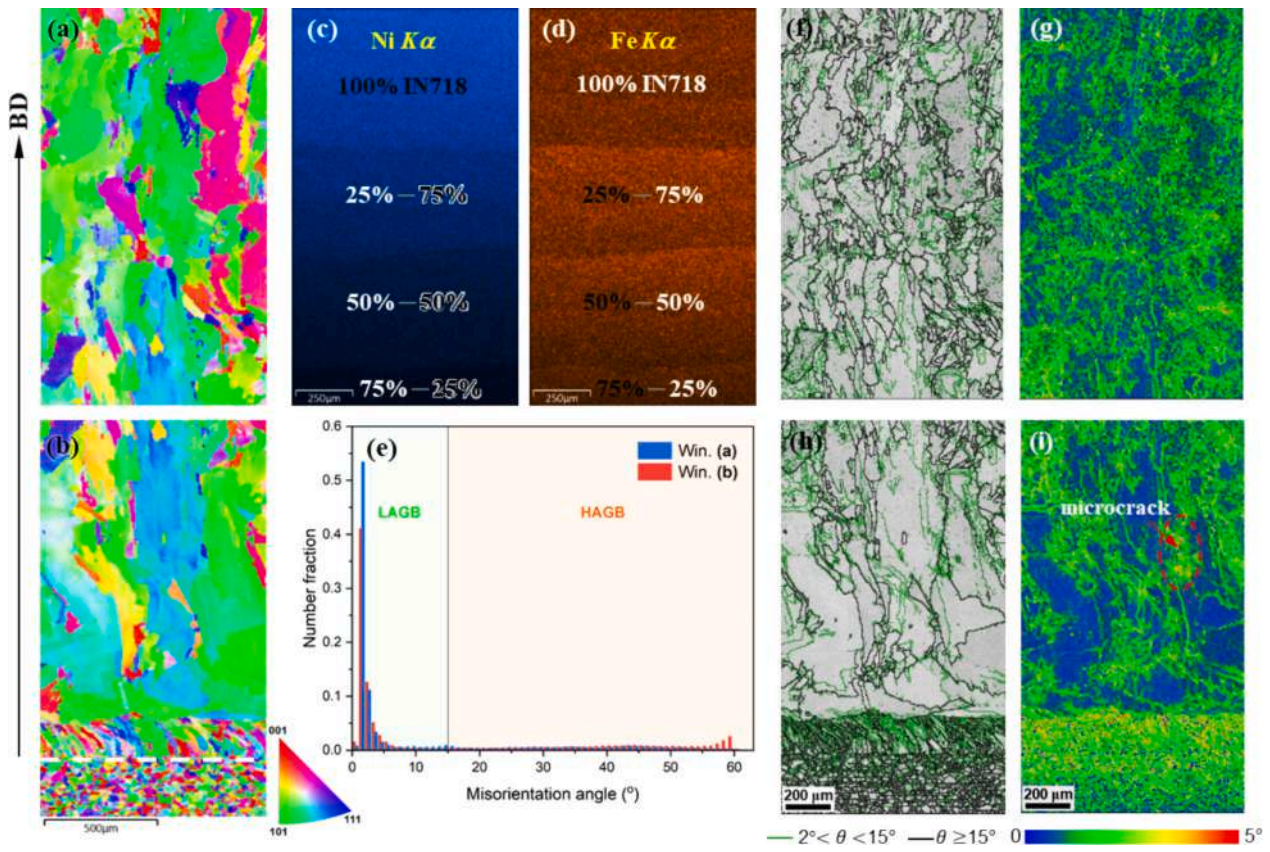 (a)
BD
(b)
500μm
001
101
111
(c)
Ni Kα
100% IN718
25%－75%
50%－50%
75%－25%
250μm
(d)
Fe Kα
100% IN718
25%－75%
50%－50%
75%－25%
250μm
(e)
Win. (a)
Win. (b)
LAGB
HAGB
Number fraction
0.6
0.5
0.4
0.3
0.2
0.1
0.0
0 10 20 30 40 50 60
Misorientation angle (°)
(f)
(g)
(h)
200 μm
(i)
microcrack
200 μm
2°< θ <15°
θ ≥15°
0
5°